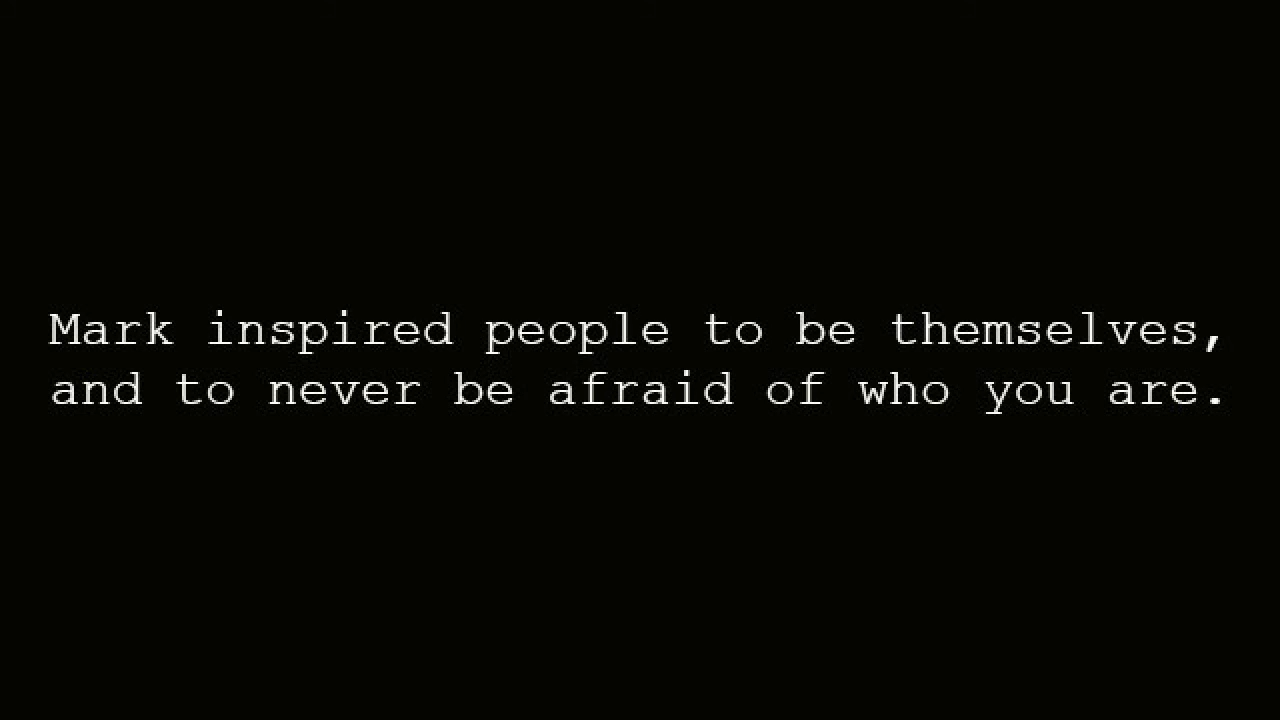 Mark inspired people to be themselves,
and to never be afraid of who you are.